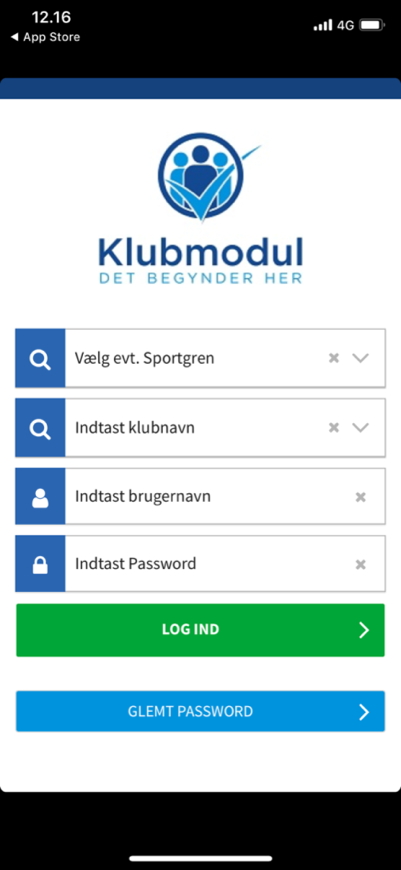 12.16
4G
◀ App Store
Klubmodul
DET BEGYNDER HER
Vælg evt. Sportgren
Indtast klubnavn
Indtast brugernavn
Indtast Password
LOG IND
GLEMT PASSWORD